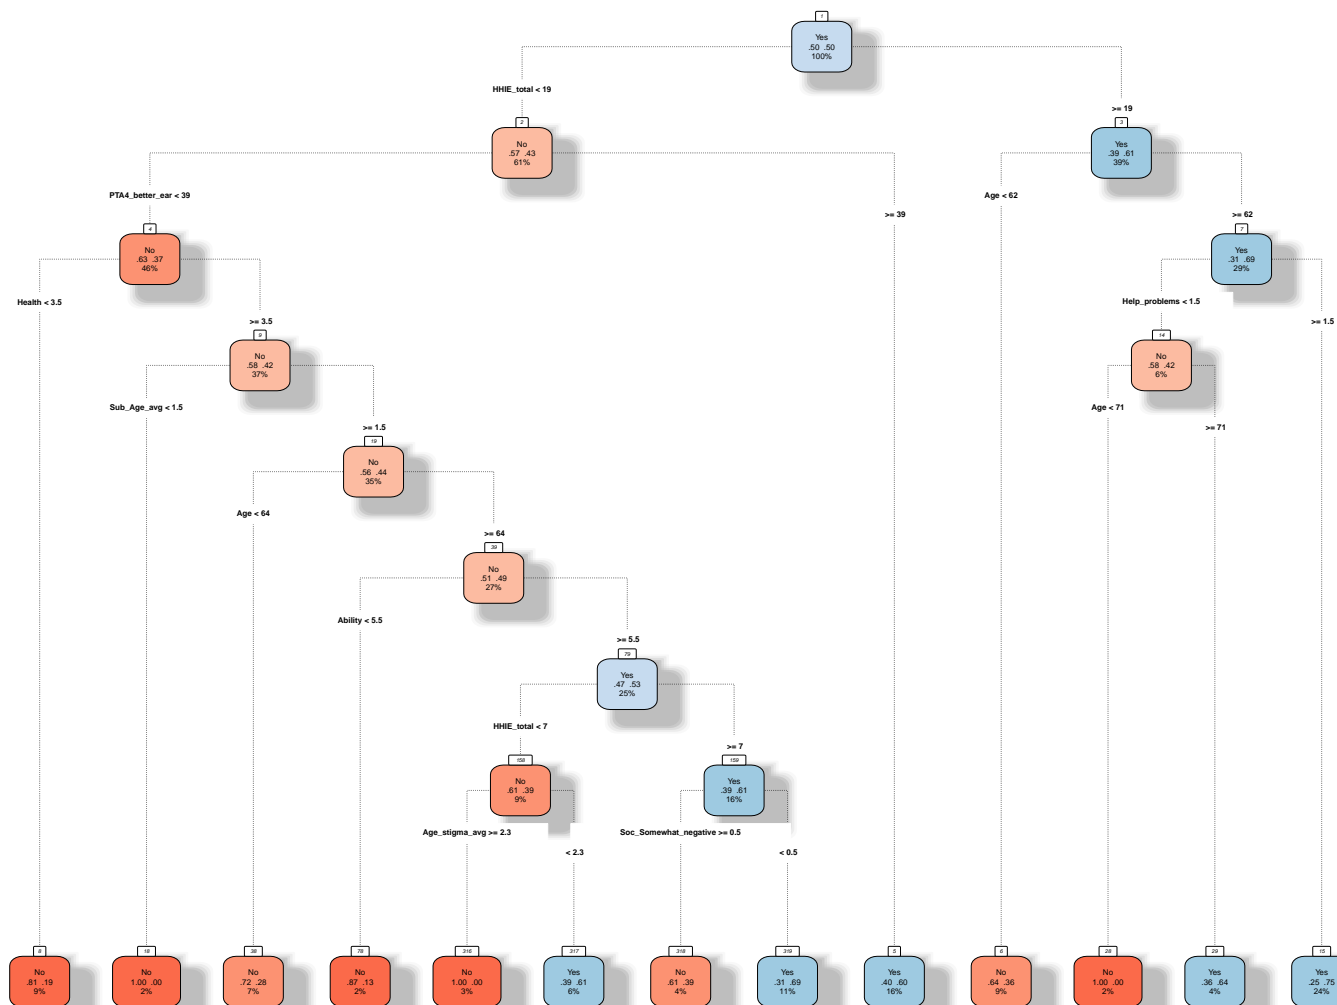 1
Yes
.50 .50
100%
HHIE_total < 19
>= 19
2
No
.57 .43
61%
3
Yes
.39 .61
39%
PTA4_better_ear < 39
>= 39
Age < 62
>= 62
4
No
.63 .37
46%
7
Yes
.31 .69
29%
Health < 3.5
>= 3.5
Help_problems < 1.5
>= 1.5
9
No
.58 .42
37%
14
No
.58 .42
6%
Sub_Age_avg < 1.5
>= 1.5
Age < 71
>= 71
19
No
.56 .44
35%
Age < 64
>= 64
39
No
.51 .49
27%
Ability < 5.5
>= 5.5
79
Yes
.47 .53
25%
HHIE_total < 7
>= 7
158
No
.61 .39
9%
159
Yes
.39 .61
16%
Age_stigma_avg >= 2.3
< 2.3
Soc_Somewhat_negative >= 0.5
< 0.5
8
No
.81 .19
9%
18
No
1.00 .00
2%
38
No
.72 .28
7%
78
No
.87 .13
2%
316
No
1.00 .00
3%
317
Yes
.39 .61
6%
318
No
.61 .39
4%
319
Yes
.31 .69
11%
5
Yes
.40 .60
16%
6
No
.64 .36
9%
28
No
1.00 .00
2%
29
Yes
.36 .64
4%
15
Yes
.25 .75
24%